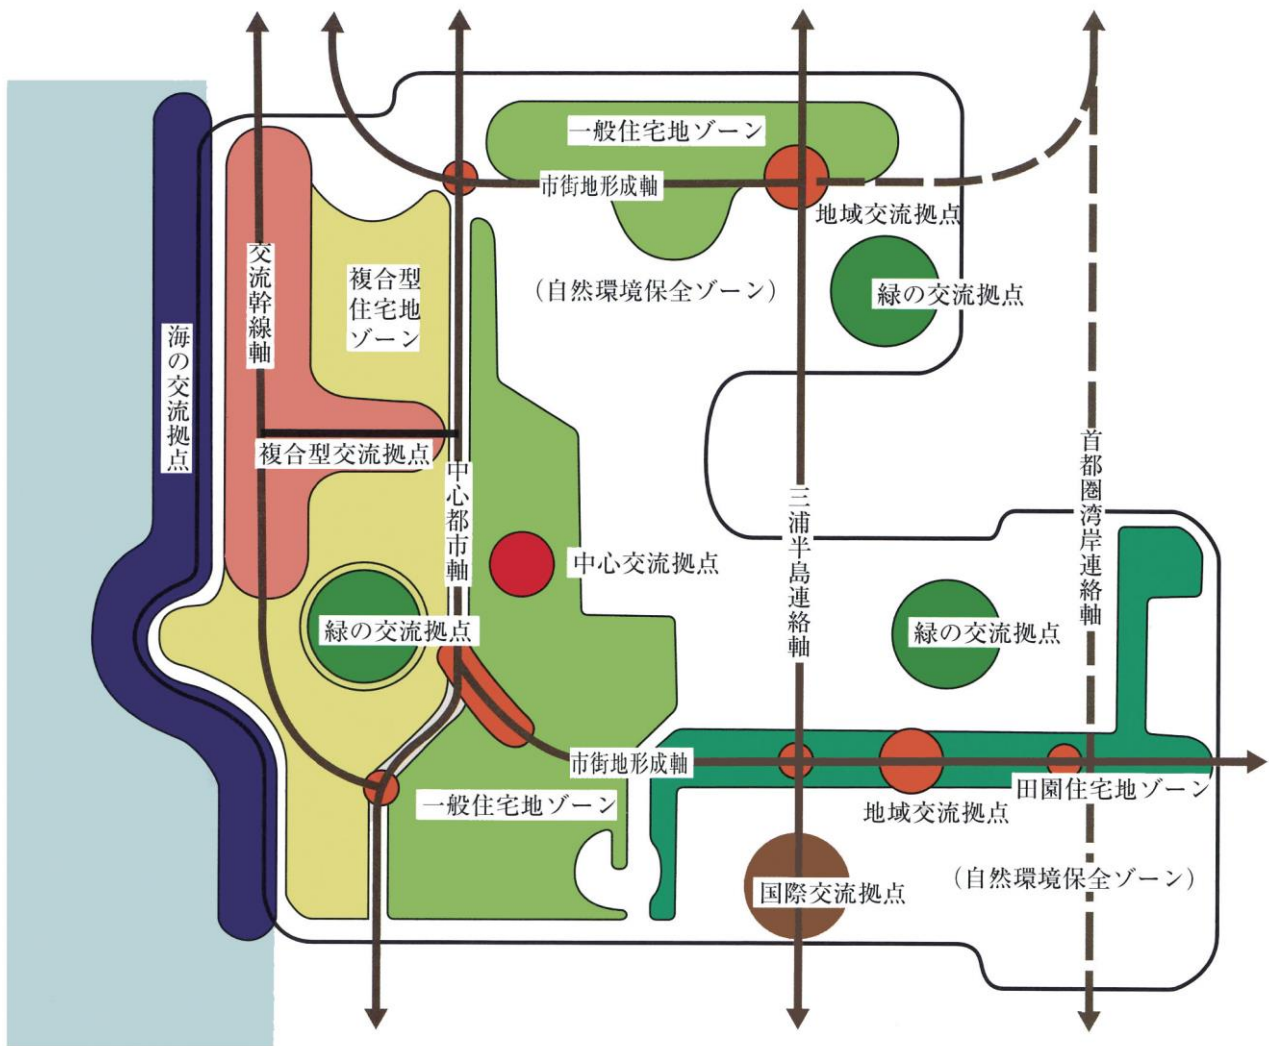 一般住宅地ゾーン
市街地形成軸
地域交流拠点
交流幹線軸
複合型
住宅地
ゾーン
(自然環境保全ゾーン)
緑の交流拠点
海の交流拠点
複合型交流拠点
中心都市軸
首都圏湾岸連絡軸
三浦半島連絡軸
中心交流拠点
緑の交流拠点
緑の交流拠点
市街地形成軸
一般住宅地ゾーン
田園住宅地ゾーン
地域交流拠点
(自然環境保全ゾーン)
国際交流拠点